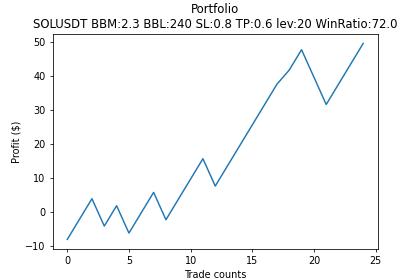 Portfolio
SOLUSDT BBM:2.3 BBL:240 SL:0.8 TP:0.6 lev:20 WinRatio:72.0
50
40
30
20
10
0
−10
Profit ($)
0 5 10 15 20 25
Trade counts